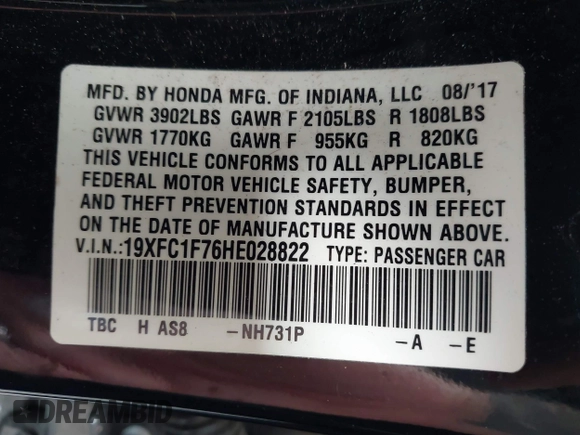 MFD. BY HONDA MFG. OF INDIANA, LLC 08/'17
GVWR 3902LBS GAWR F 2105LBS R 1808LBS
GVWR 1770KG GAWR F 955KG R 820KG
THIS VEHICLE CONFORMS TO ALL APPLICABLE
FEDERAL MOTOR VEHICLE SAFETY, BUMPER,
AND THEFT PREVENTION STANDARDS IN EFFECT
ON THE DATE OF MANUFACTURE SHOWN ABOVE.
V.I.N.:19XFC1F76HE028822 TYPE: PASSENGER CAR
TBC H AS8 -NH731P -A -E
DREAMBID